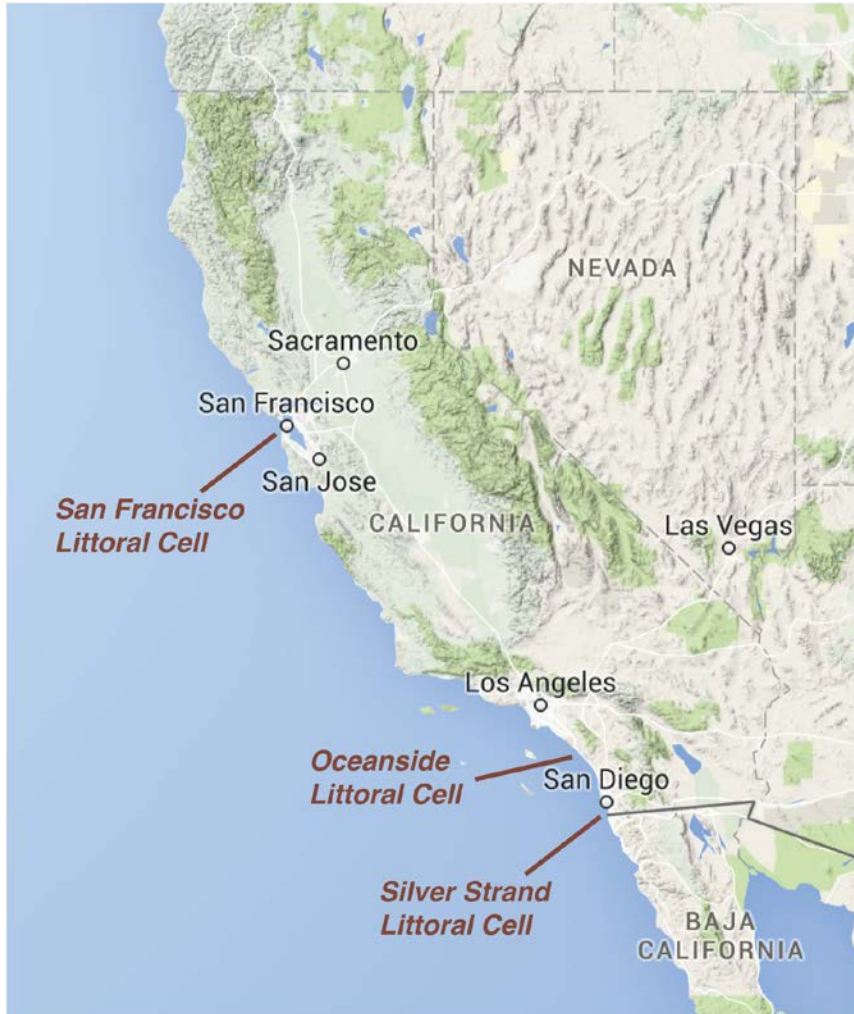 NEVADA
Sacramento
San Francisco
San Jose
San Francisco
Littoral Cell
CALIFORNIA
Las Vegas
Los Angeles
Oceanside
Littoral Cell
San Diego
Silver Strand
Littoral Cell
BAJA
CALIFORNIA